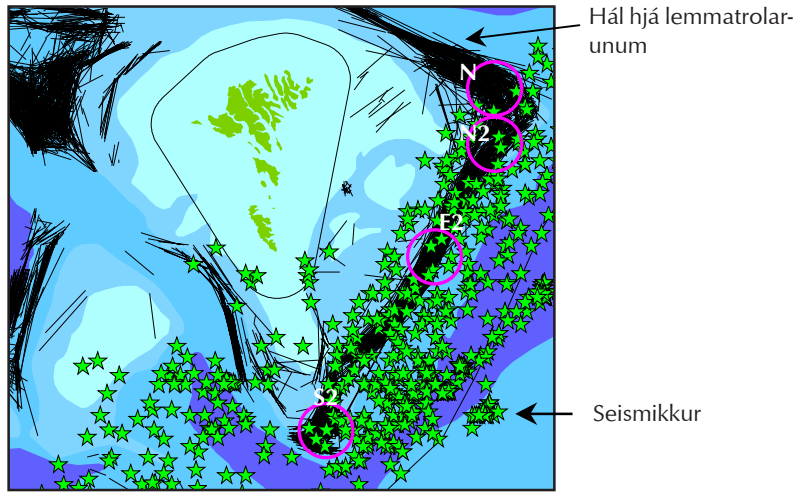 Hál hjá lemmatrolar-
unum
N
N2
E2
S2
Seismikkur